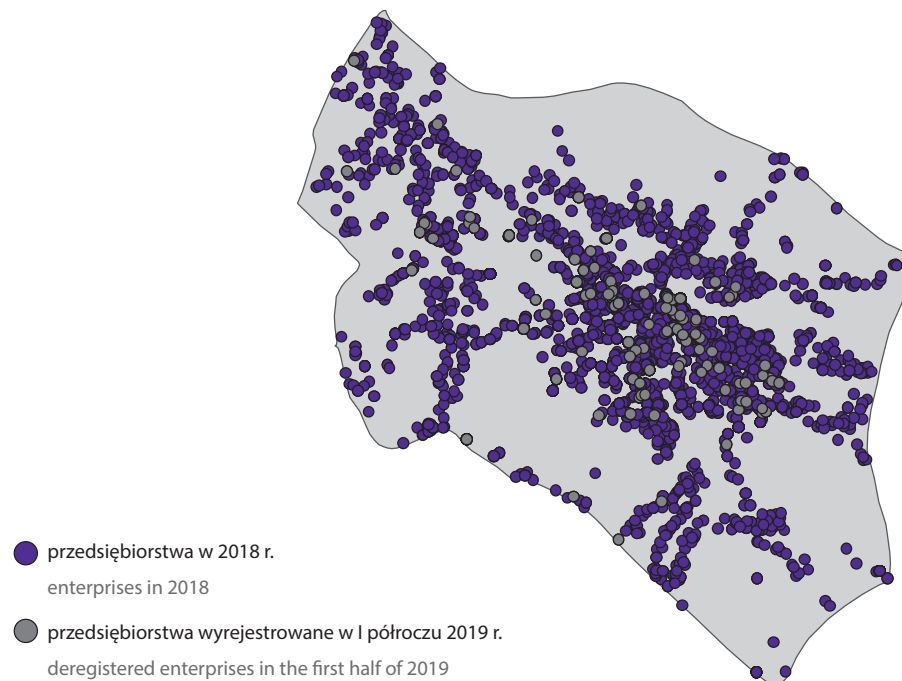 przedsiębiorstwa w 2018 r.
enterprises in 2018
przedsiębiorstwa wyrejestrowane w I półroczu 2019 r.
deregistered enterprises in the first half of 2019